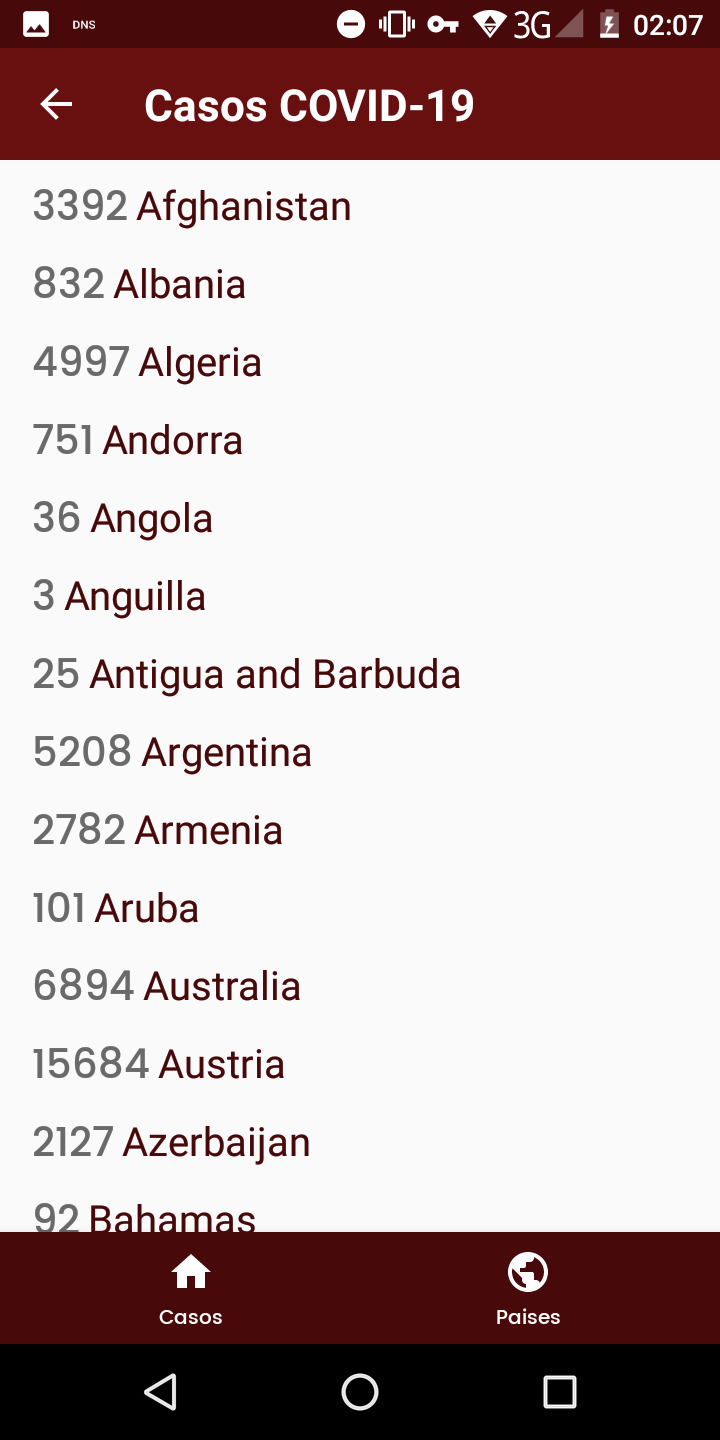 DNS 3G 02:07
Casos COVID-19
3392 Afghanistan
832 Albania
4997 Algeria
751 Andorra
36 Angola
3 Anguilla
25 Antigua and Barbuda
5208 Argentina
2782 Armenia
101 Aruba
6894 Australia
15684 Austria
2127 Azerbaijan
92 Bahamas
Casos Paises